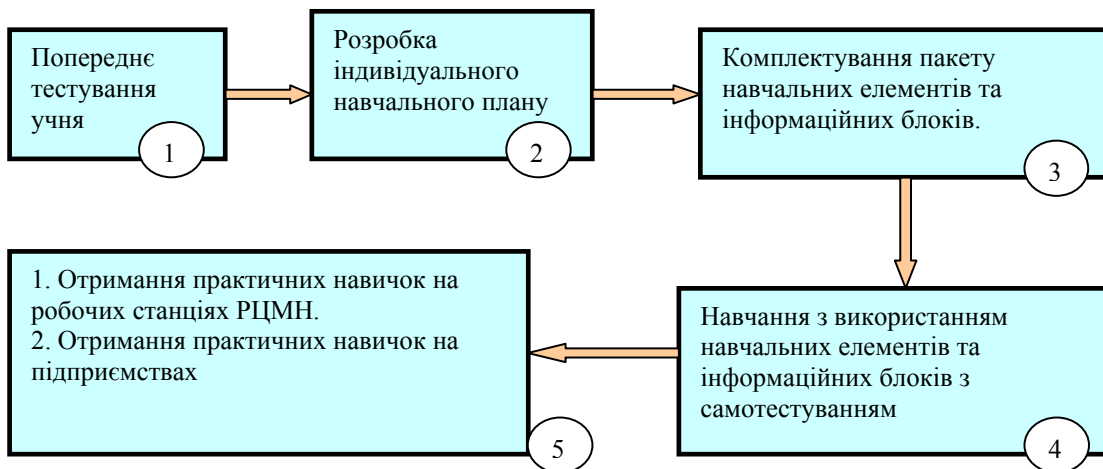 Попереднє
тестування
учня
1
Розробка
індивідуального
навчального плану
2
Комплектування пакету
навчальних елементів та
інформаційних блоків.
3
Навчання з використанням
навчальних елементів та
інформаційних блоків з
самотестуванням
4
1. Отримання практичних навичок на
робочих станціях РЦМН.
2. Отримання практичних навичок на
підприємствах
5